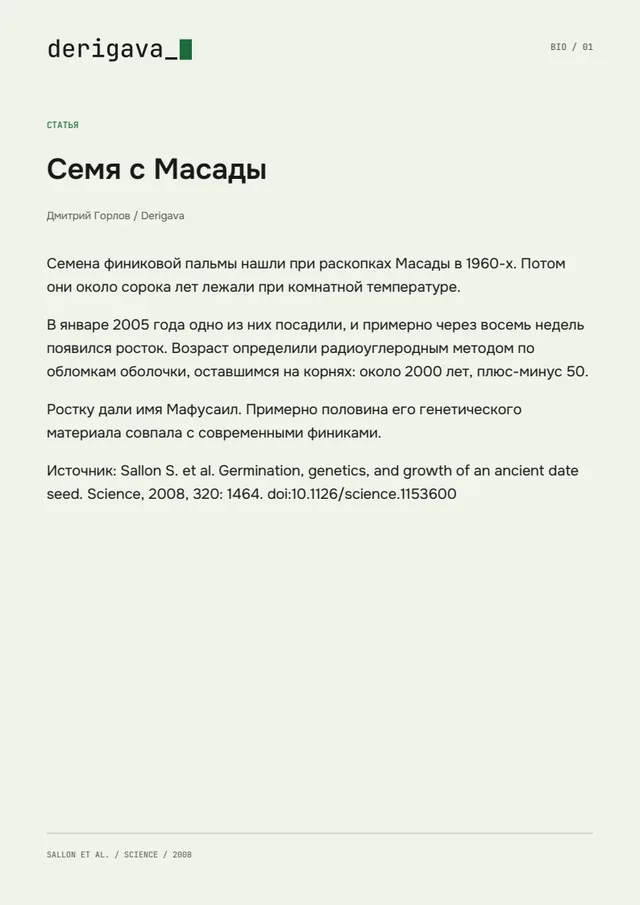 derigava_
BIO / 01
СТАТЬЯ
Семя с Масады
Дмитрий Горлов / Derigava
Семена финиковой пальмы нашли при раскопках Масады в 1960-х. Потом
они около сорока лет лежали при комнатной температуре.
В январе 2005 года одно из них посадили, и примерно через восемь недель
появился росток. Возраст определили радиоуглеродным методом по
обломкам оболочки, оставшимся на корнях: около 2000 лет, плюс-минус 50.
Ростку дали имя Мафусаил. Примерно половина его генетического
материала совпала с современными финиками.
Источник: Sallon S. et al. Germination, genetics, and growth of an ancient date
seed. Science, 2008, 320: 1464. doi:10.1126/science.1153600
SALLON ET AL. / SCIENCE / 2008